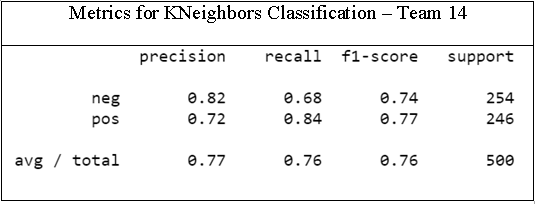 Metrics for KNeighbors Classification – Team 14
precision recall f1-score support
neg 0.82 0.68 0.74 254
pos 0.72 0.84 0.77 246
avg / total 0.77 0.76 0.76 500